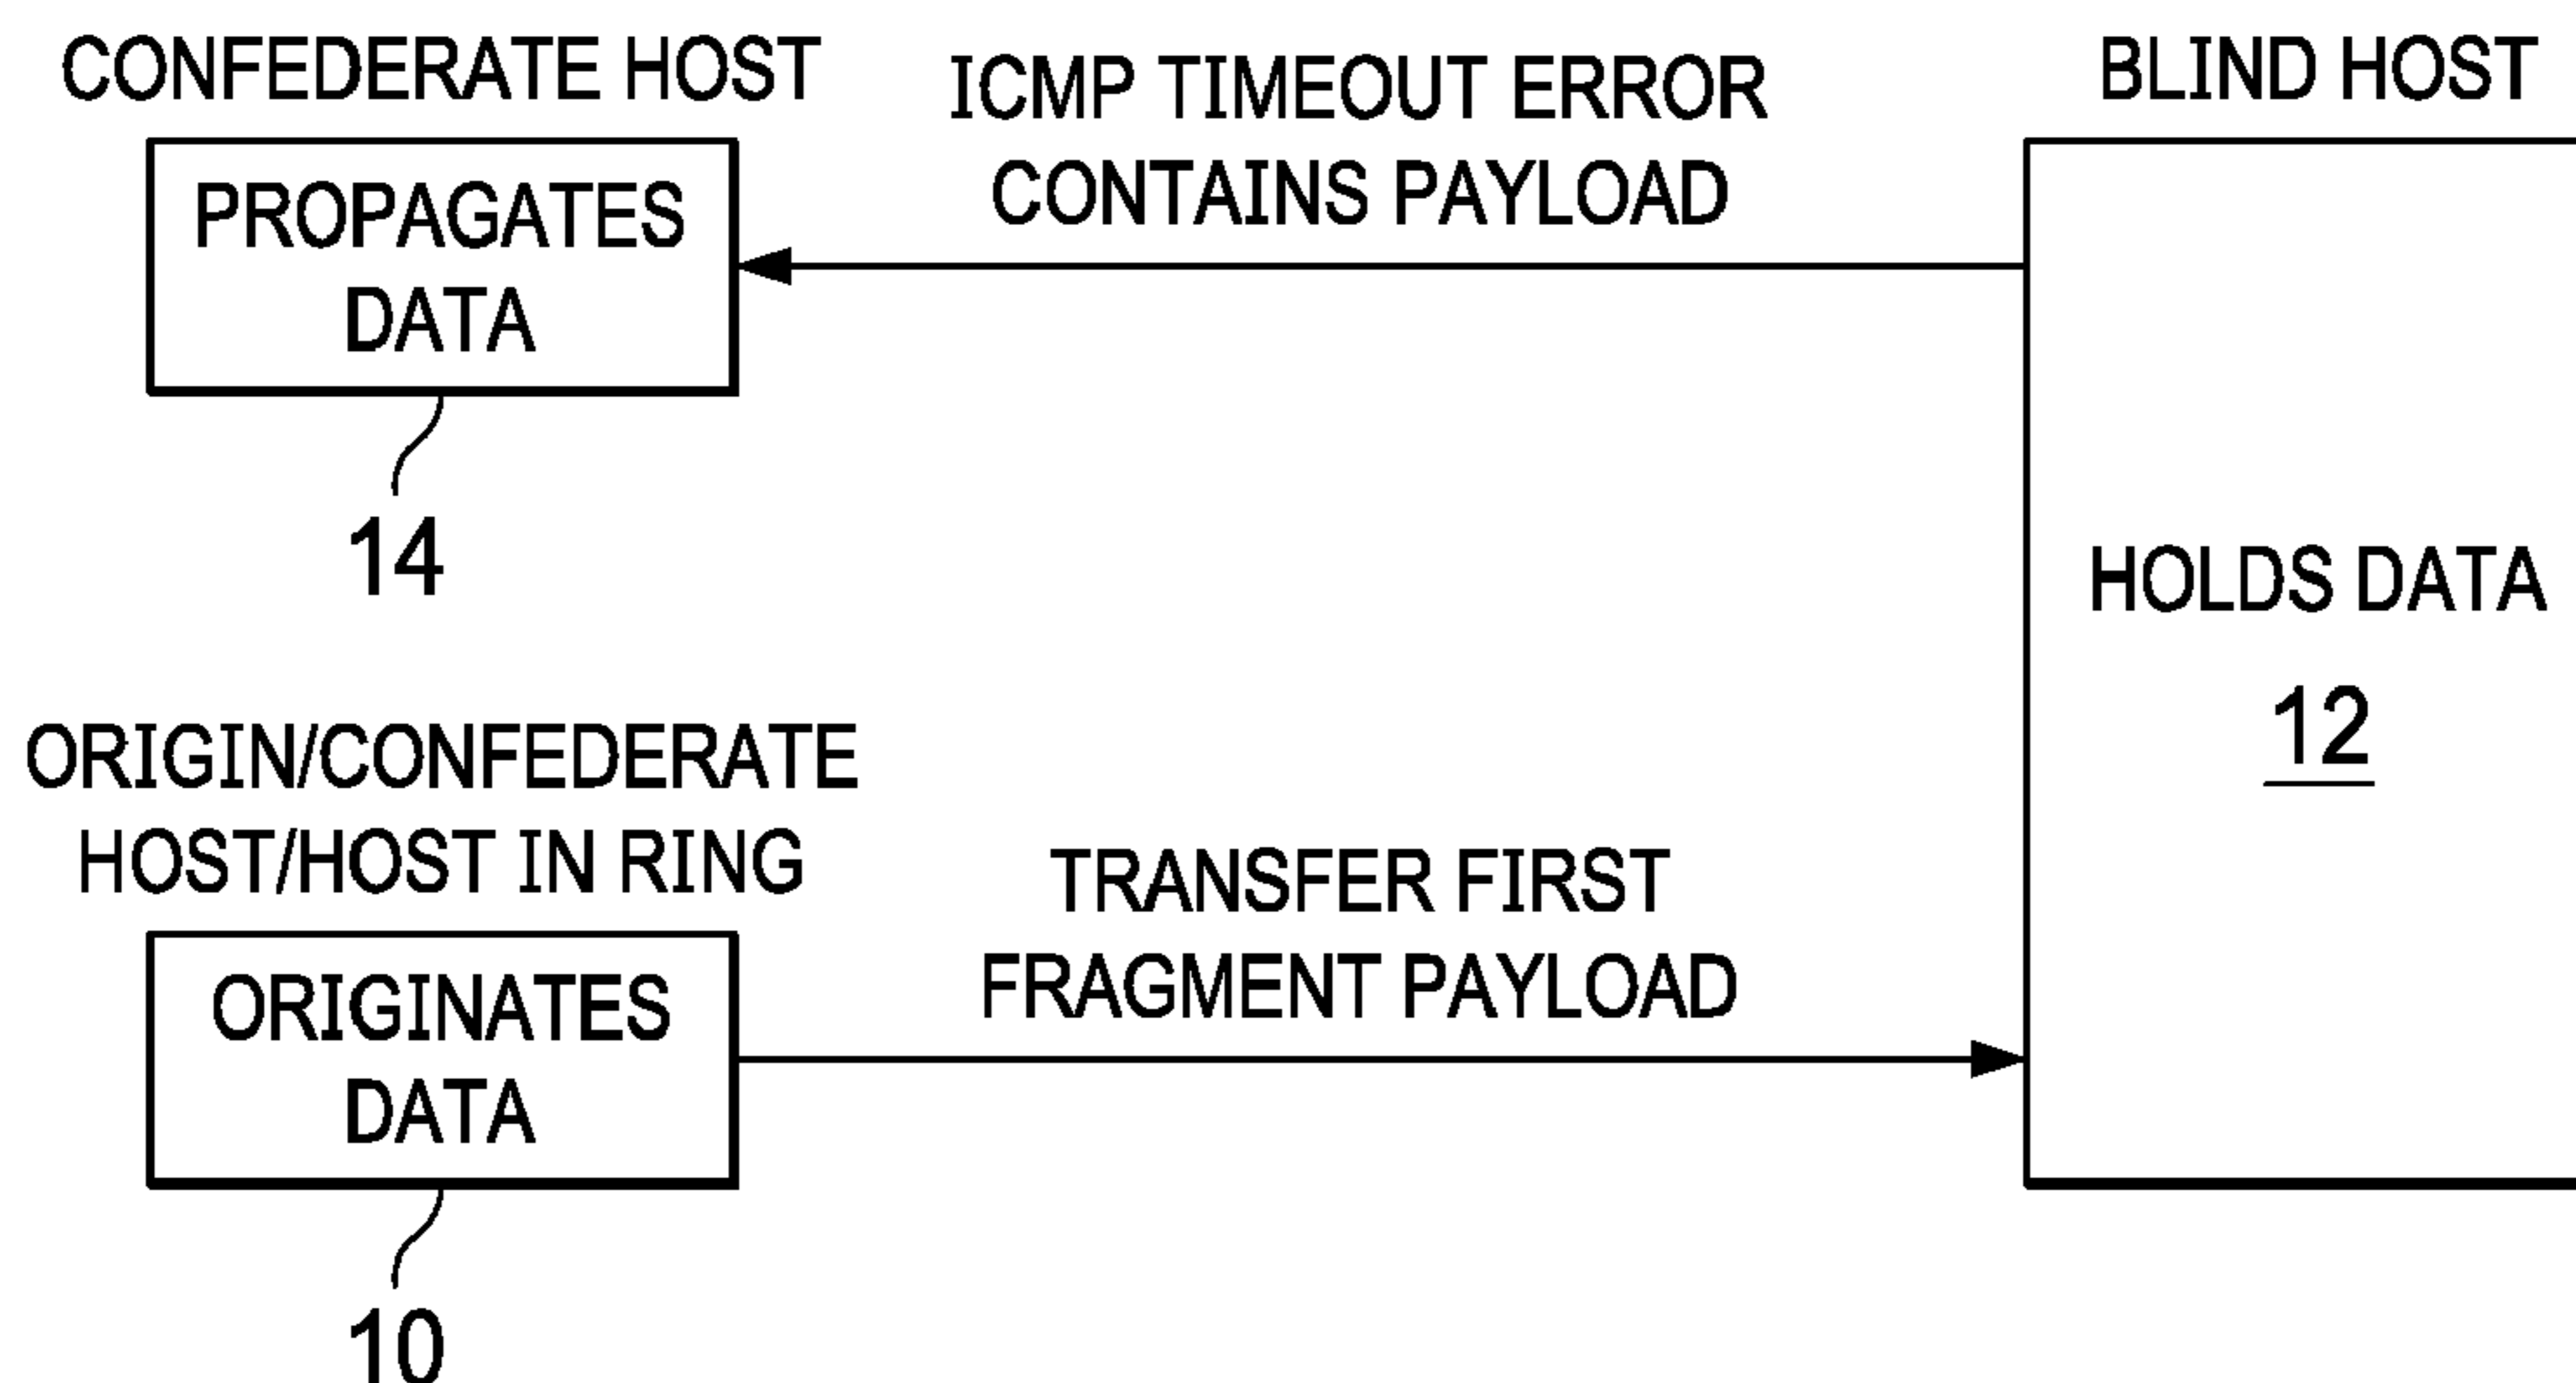 CONFEDERATE HOST
PROPAGATES
DATA
14
ICMP TIMEOUT ERROR
CONTAINS PAYLOAD
BLIND HOST
HOLDS DATA
12
ORIGIN/CONFEDERATE
HOST/HOST IN RING
ORIGINATES
DATA
10
TRANSFER FIRST
FRAGMENT PAYLOAD